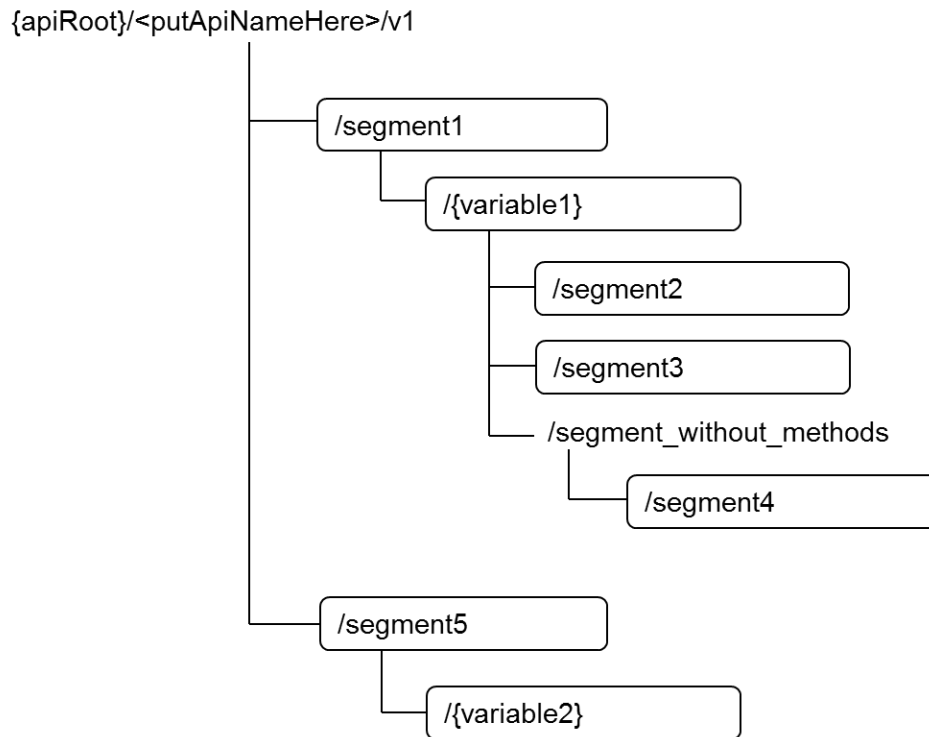 {apiRoot}/<putApiNameHere>/v1
/segment1
/{variable1}
/segment2
/segment3
/segment_without_methods
/segment4
/segment5
/{variable2}